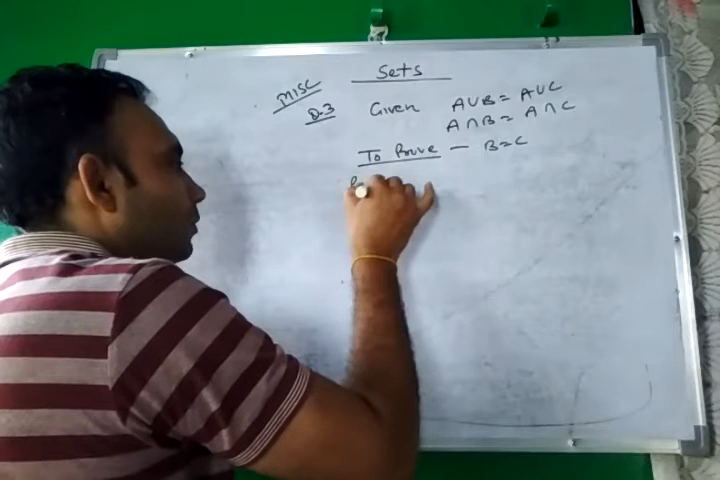 Sets
MISC
Q.3 Given A∪B = A∪C
A∩B = A∩C
To Prove — B=C